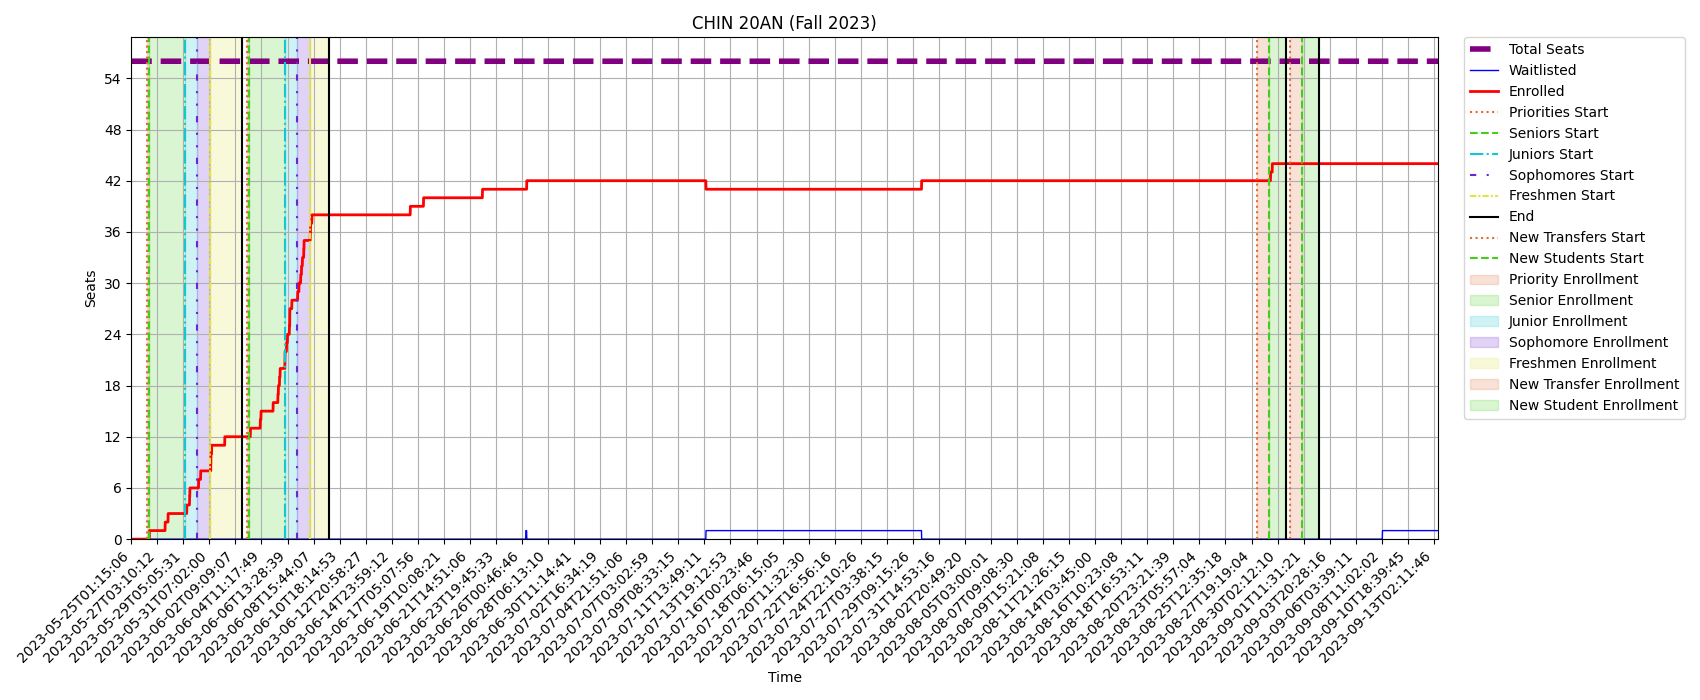 CHIN 20AN (Fall 2023)
Seats
54
48
42
36
30
24
18
12
6
0
2023-05-25T01:15:06
2023-05-27T03:10:12
2023-05-29T05:05:31
2023-05-31T07:02:00
2023-06-02T09:09:07
2023-06-04T11:17:49
2023-06-06T13:28:39
2023-06-08T15:44:07
2023-06-10T18:14:53
2023-06-12T20:58:27
2023-06-14T23:59:12
2023-06-17T05:07:56
2023-06-19T10:08:21
2023-06-21T14:51:06
2023-06-23T19:45:33
2023-06-26T00:46:46
2023-06-28T06:13:10
2023-06-30T11:14:41
2023-07-02T16:34:19
2023-07-04T21:51:06
2023-07-07T03:02:59
2023-07-09T08:33:15
2023-07-11T13:49:11
2023-07-13T19:12:53
2023-07-16T00:23:46
2023-07-18T06:15:05
2023-07-20T11:32:30
2023-07-22T16:56:16
2023-07-24T22:10:26
2023-07-27T03:38:15
2023-07-29T09:15:26
2023-07-31T14:53:16
2023-08-02T20:49:20
2023-08-05T03:00:01
2023-08-07T09:08:30
2023-08-09T15:21:08
2023-08-11T21:26:15
2023-08-14T03:45:00
2023-08-16T10:23:08
2023-08-18T16:53:11
2023-08-20T23:21:39
2023-08-23T05:57:04
2023-08-25T12:35:18
2023-08-27T19:19:04
2023-08-30T02:12:10
2023-09-01T11:31:21
2023-09-03T20:28:16
2023-09-06T03:39:11
2023-09-08T11:02:02
2023-09-10T18:39:45
2023-09-13T02:11:46
Time
Total Seats
Waitlisted
Enrolled
Priorities Start
Seniors Start
Juniors Start
Sophomores Start
Freshmen Start
End
New Transfers Start
New Students Start
Priority Enrollment
Senior Enrollment
Junior Enrollment
Sophomore Enrollment
Freshmen Enrollment
New Transfer Enrollment
New Student Enrollment